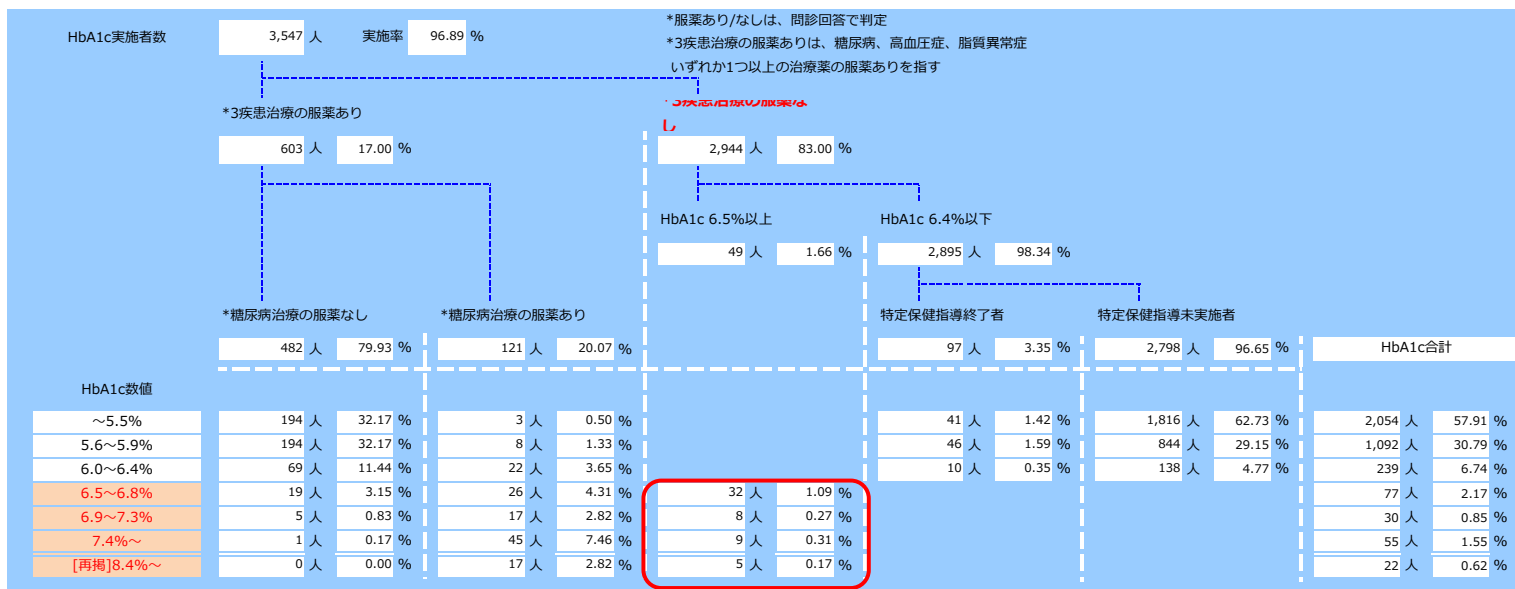 *服薬あり/なしは、問診回答で判定
HbA1c実施者数 3,547 人 実施率 96.89 %
*3疾患治療の服薬ありは、糖尿病、高血圧症、脂質異常症
いずれか1つ以上の治療薬の服薬ありを指す
*3疾患治療の服薬あり
*3疾患治療の服薬な
し
603 人 17.00 % 2,944 人 83.00 %
HbA1c 6.5%以上 HbA1c 6.4%以下
49 人 1.66 % 2,895 人 98.34 %
*糖尿病治療の服薬なし *糖尿病治療の服薬あり 特定保健指導終了者 特定保健指導未実施者
482 人 79.93 % 121 人 20.07 % 97 人 3.35 % 2,798 人 96.65 % HbA1c合計
HbA1c数値
～5.5% 194 人 32.17 % 3 人 0.50 % 41 人 1.42 % 1,816 人 62.73 % 2,054 人 57.91 %
5.6～5.9% 194 人 32.17 % 8 人 1.33 % 46 人 1.59 % 844 人 29.15 % 1,092 人 30.79 %
6.0～6.4% 69 人 11.44 % 22 人 3.65 % 10 人 0.35 % 138 人 4.77 % 239 人 6.74 %
6.5～6.8% 19 人 3.15 % 26 人 4.31 % 32 人 1.09 % 77 人 2.17 %
6.9～7.3% 5 人 0.83 % 17 人 2.82 % 8 人 0.27 % 30 人 0.85 %
7.4%～ 1 人 0.17 % 45 人 7.46 % 9 人 0.31 % 55 人 1.55 %
[再掲]8.4%～ 0 人 0.00 % 17 人 2.82 % 5 人 0.17 % 22 人 0.62 %